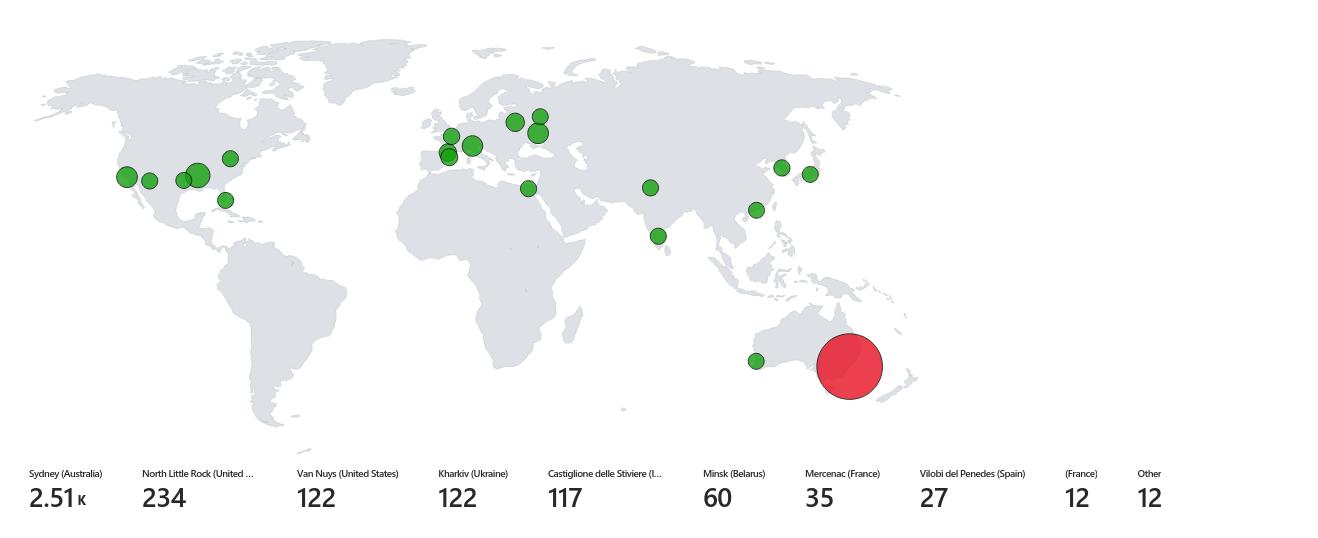 Sydney (Australia) North Little Rock (United ... Van Nuys (United States) Kharkiv (Ukraine) Castiglione delle Stiviere (I... Minsk (Belarus) Mercenac (France) Vilobi del Penedes (Spain) (France) Other
2.51 K 234 122 122 117 60 35 27 12 12